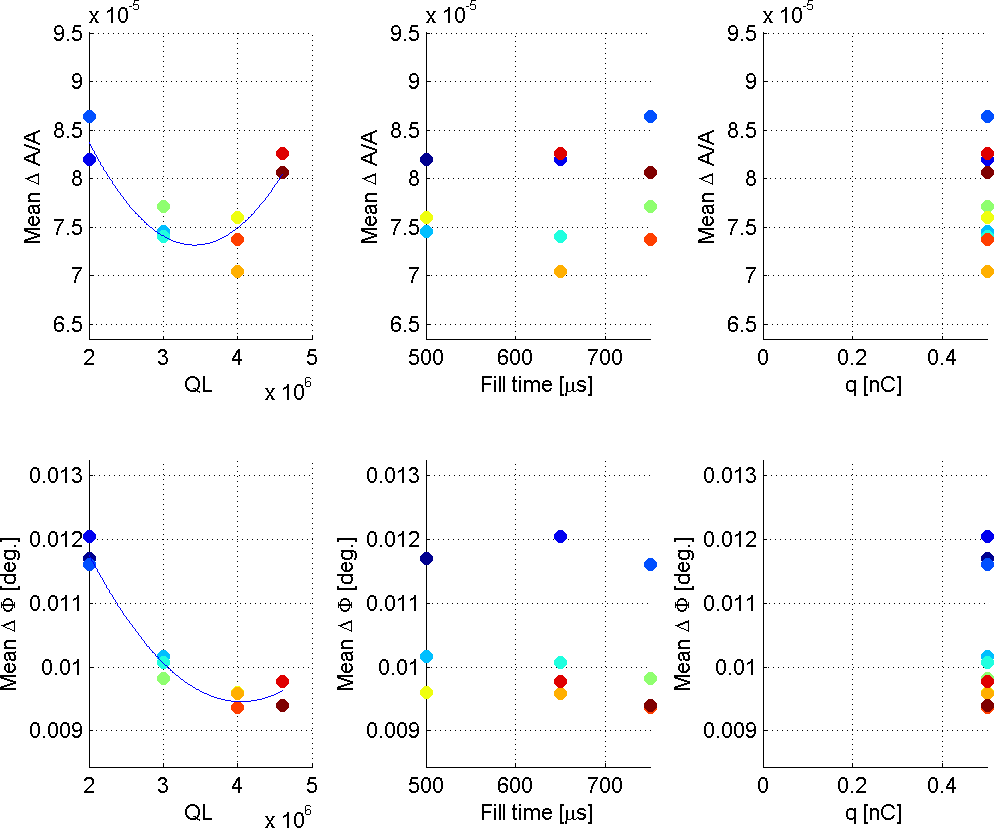 x 10^-5
9.5
9
8.5
8
7.5
7
6.5
Mean Δ A/A
2 3 4 5
QL
x 10^6
9.5
9
8.5
8
7.5
7
6.5
Mean Δ A/A
500 600 700
Fill time [μs]
x 10^-5
9.5
9
8.5
8
7.5
7
6.5
Mean Δ A/A
0 0.2 0.4
q [nC]
0.013
0.012
0.011
0.01
0.009
Mean Δ Φ [deg.]
2 3 4 5
QL
x 10^6
0.013
0.012
0.011
0.01
0.009
Mean Δ Φ [deg.]
500 600 700
Fill time [μs]
0.013
0.012
0.011
0.01
0.009
Mean Δ Φ [deg.]
0 0.2 0.4
q [nC]